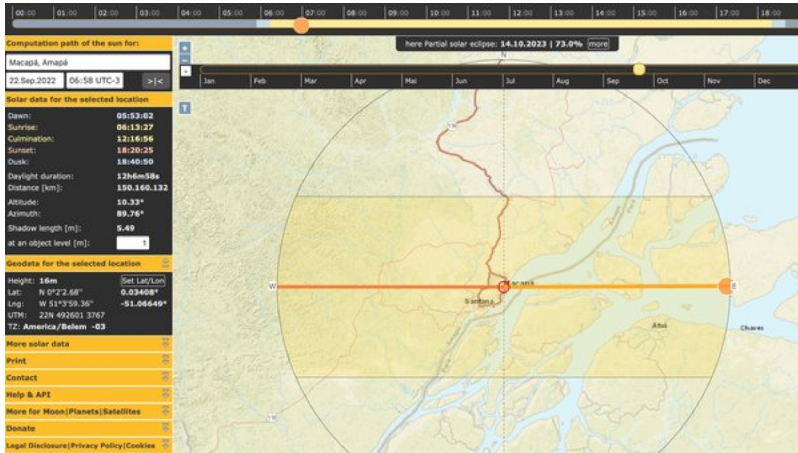 00:00 01:00 02:00 03:00 04:00 05:00 06:00 07:00 08:00 09:00 10:00 11:00 12:00 13:00 14:00 15:00 16:00 17:00 18:00
Computation path of the sun for:
Macapá, Amapá
22.Sep.2022 06:58 UTC-3 >|<
Solar data for the selected location
Dawn: 05:53:02
Sunrise: 06:13:27
Culmination: 12:16:56
Sunset: 18:20:25
Dusk: 18:40:50
Daylight duration: 12h6m58s
Distance [km]: 150.160.132
Altitude: 10.33°
Azimuth: 89.76°
Shadow length [m]: 5.49
at an object level [m]: 1
Geodata for the selected location
Height: 16m Set Lat/Lon
Lat: N 0°2'2.68" 0.03408°
Lng: W 51°3'59.36" -51.06649°
UTM: 22N 492601 3767
TZ: America/Belem -03
More solar data
Print
Contact
Help & API
More for Moon|Planets|Satellites
Donate
Legal Disclosure|Privacy Policy|Cookies
+
-
-
here Partial solar eclipse: 14.10.2023 | 73.0% more
N
Jan Feb Mar Apr Mai Jun Jul Aug Sep Oct Nov Dec
T
W
Macapá
E
Santana
Afuá
Chaves